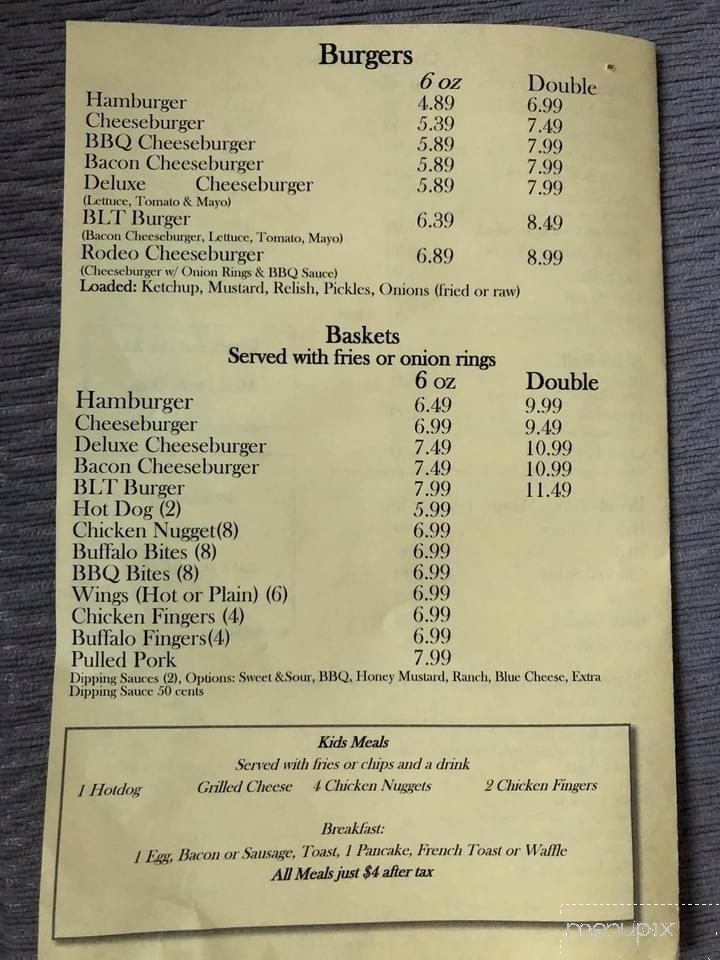 Burgers
6 oz Double
Hamburger 4.89 6.99
Cheeseburger 5.39 7.49
BBQ Cheeseburger 5.89 7.99
Bacon Cheeseburger 5.89 7.99
Deluxe Cheeseburger 5.89 7.99
(Lettuce, Tomato & Mayo)
BLT Burger 6.39 8.49
(Bacon Cheeseburger, Lettuce, Tomato, Mayo)
Rodeo Cheeseburger 6.89 8.99
(Cheeseburger w/ Onion Rings & BBQ Sauce)
Loaded: Ketchup, Mustard, Relish, Pickles, Onions (fried or raw)
Baskets
Served with fries or onion rings
6 oz Double
Hamburger 6.49 9.99
Cheeseburger 6.99 9.49
Deluxe Cheeseburger 7.49 10.99
Bacon Cheeseburger 7.49 10.99
BLT Burger 7.99 11.49
Hot Dog (2) 5.99
Chicken Nugget(8) 6.99
Buffalo Bites (8) 6.99
BBQ Bites (8) 6.99
Wings (Hot or Plain) (6) 6.99
Chicken Fingers (4) 6.99
Buffalo Fingers(4) 6.99
Pulled Pork 7.99
Dipping Sauces (2), Options: Sweet &Sour, BBQ, Honey Mustard, Ranch, Blue Cheese, Extra
Dipping Sauce 50 cents
Kids Meals
Served with fries or chips and a drink
1 Hotdog Grilled Cheese 4 Chicken Nuggets 2 Chicken Fingers
Breakfast:
1 Egg, Bacon or Sausage, Toast, 1 Pancake, French Toast or Waffle
All Meals just $4 after tax
menupix